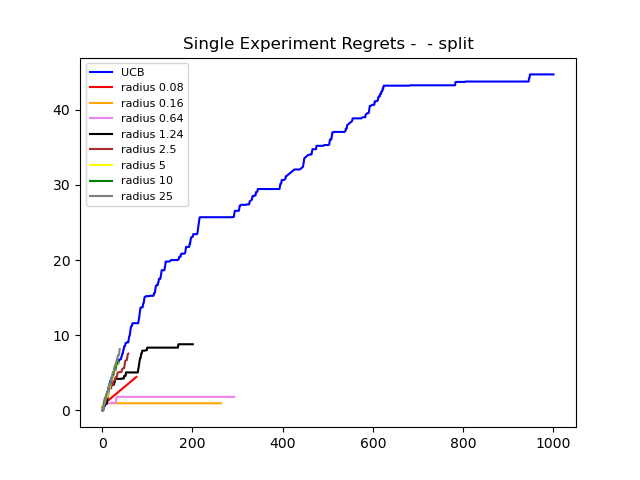 Single Experiment Regrets -  - split
UCB
radius 0.08
radius 0.16
radius 0.64
radius 1.24
radius 2.5
radius 5
radius 10
radius 25
40
30
20
10
0
0 200 400 600 800 1000